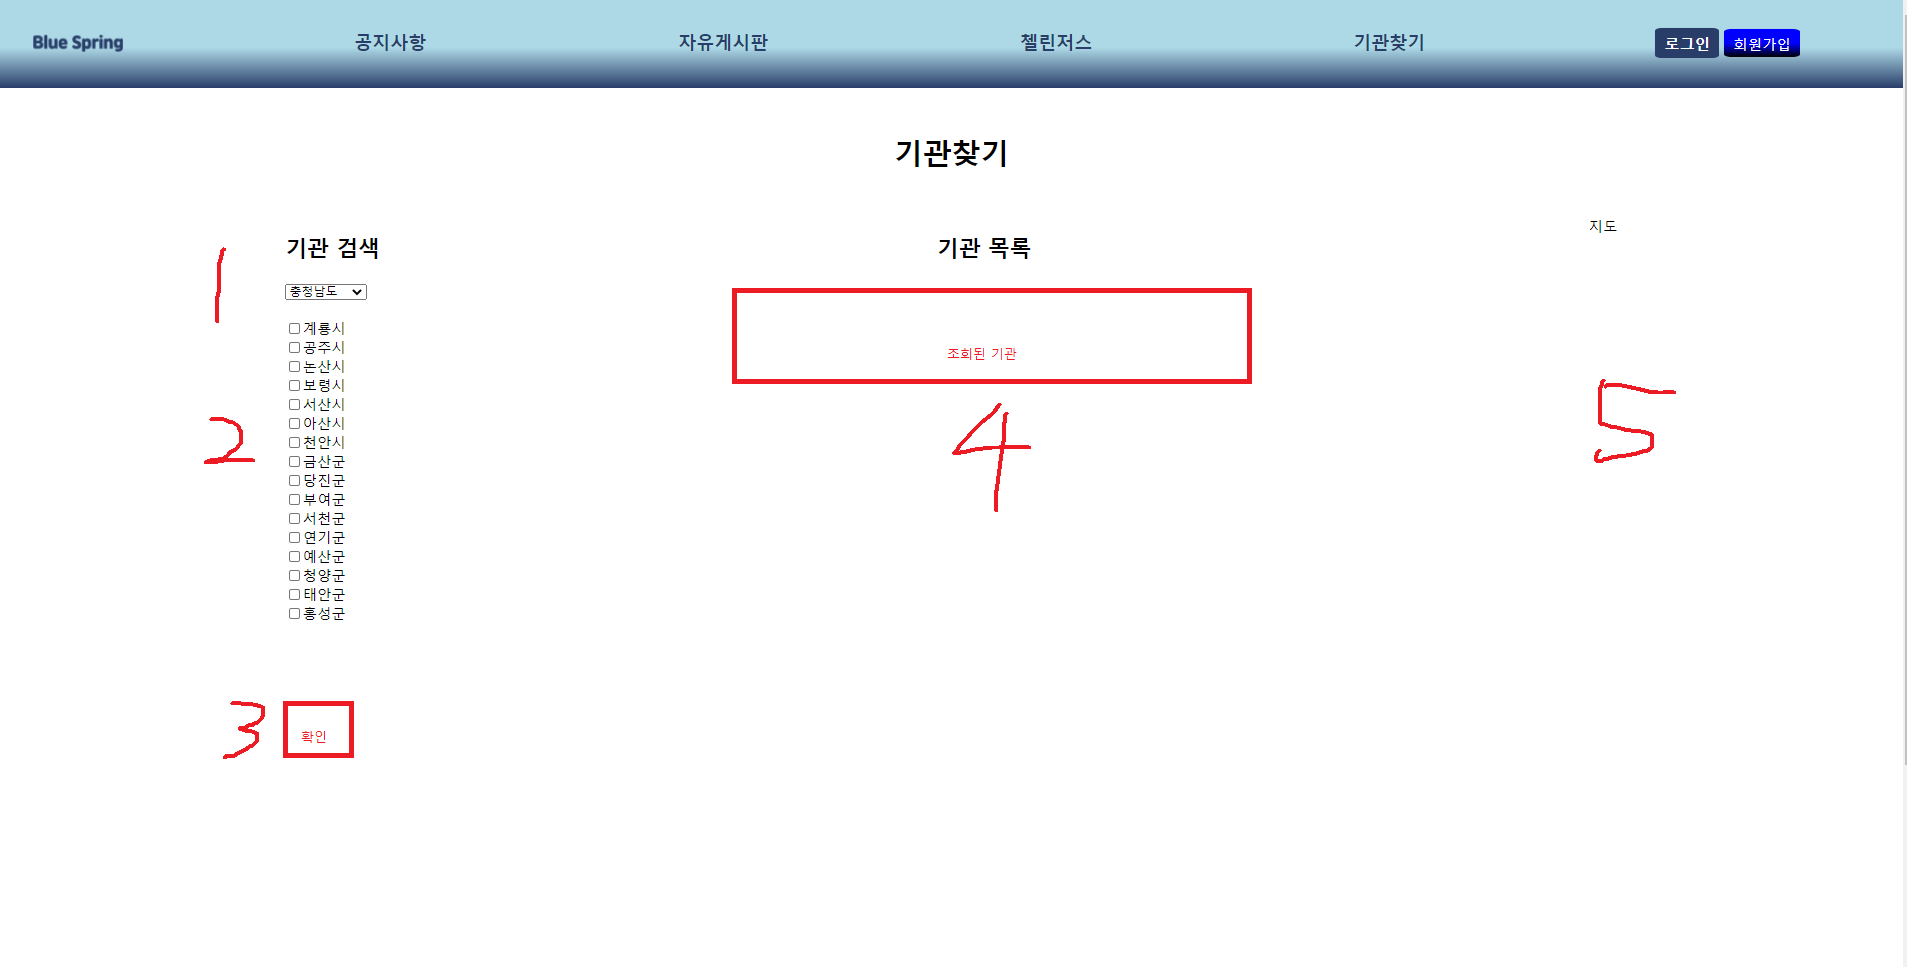 Blue Spring 공지사항 자유게시판 첼린저스 기관찾기 로그인 회원가입
기관찾기
1
기관 검색
충청남도
2
계룡시
공주시
논산시
보령시
서산시
아산시
천안시
금산군
당진군
부여군
서천군
연기군
예산군
청양군
태안군
홍성군
3
확인
기관 목록
조회된 기관
4
지도
5